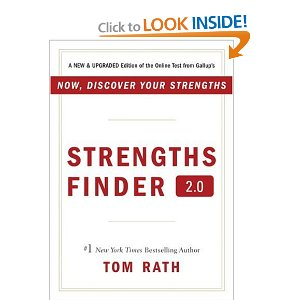 Click to LOOK INSIDE!
A NEW & UPGRADED Edition of the Online Test from Gallup's
NOW, DISCOVER YOUR STRENGTHS
STRENGTHS
FINDER 2.0
#1 New York Times Bestselling Author
TOM RATH